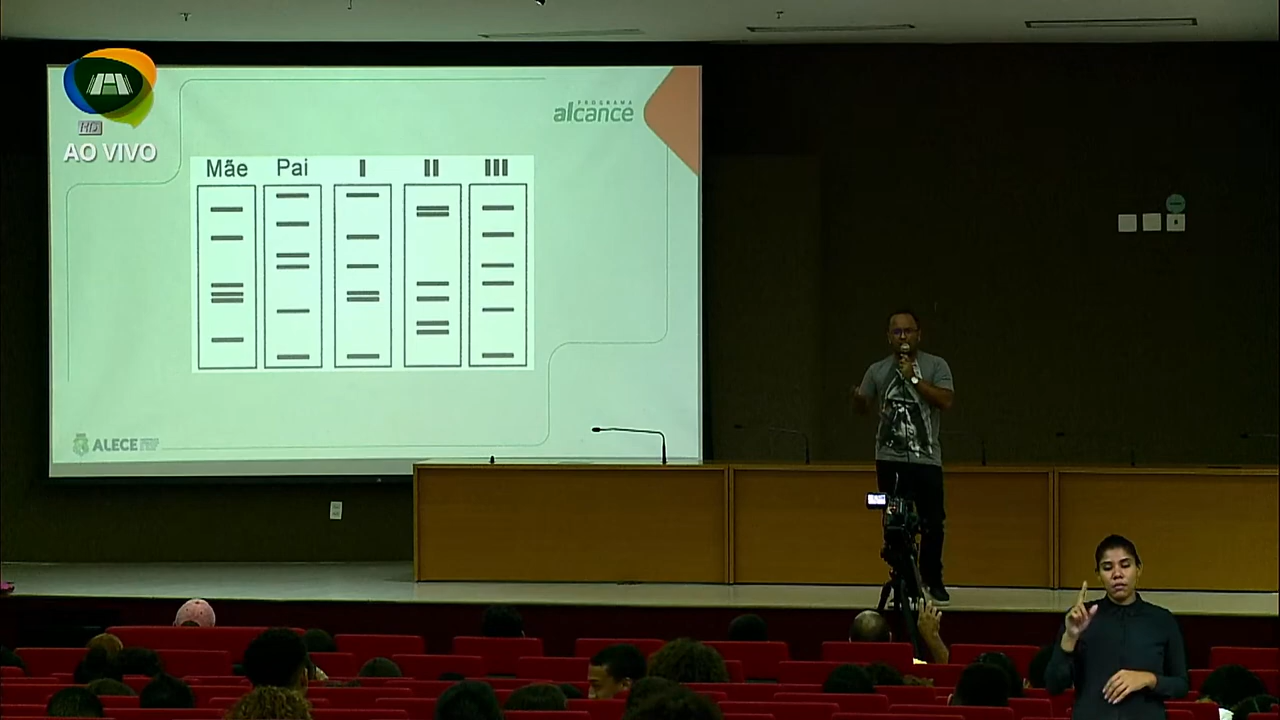 HD
AO VIVO
PROGRAMA
alcance
Mãe Pai I II III
ALECE